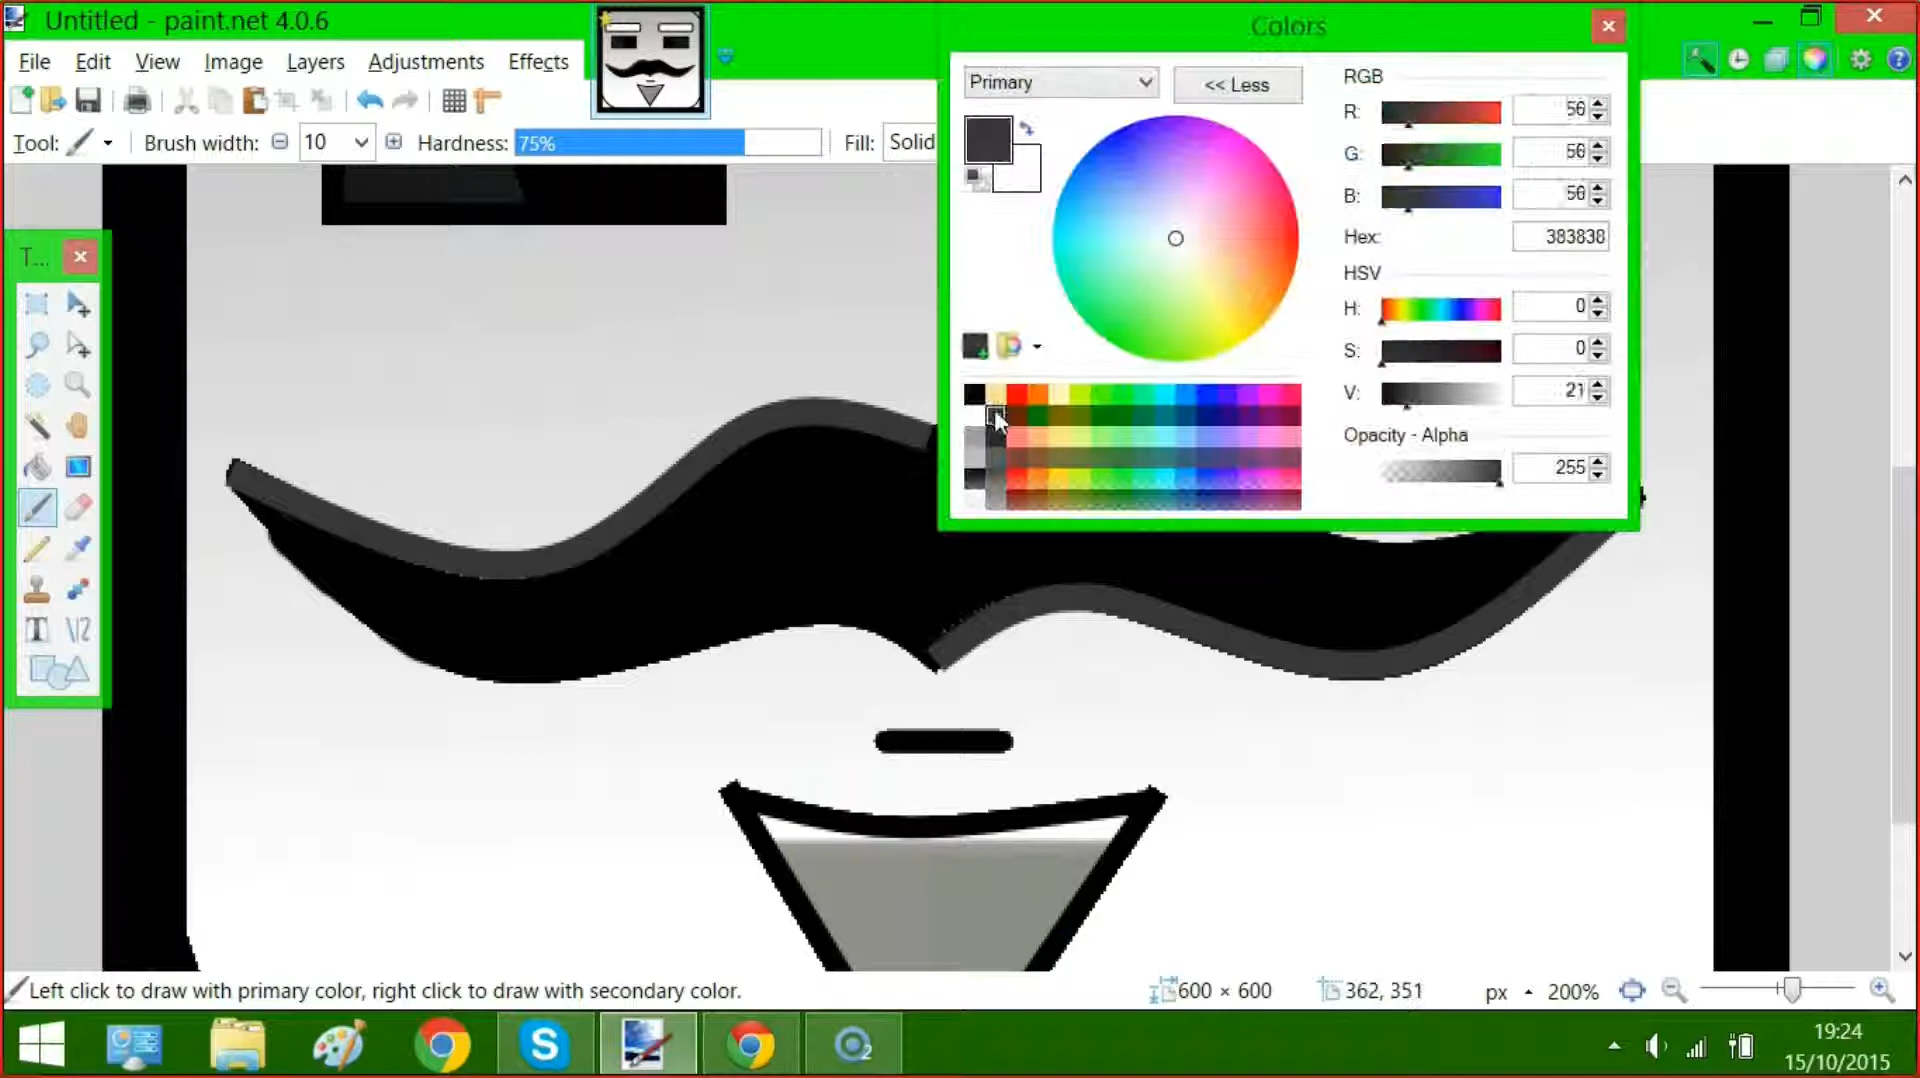 Untitled - paint.net 4.0.6
Colors
File Edit View Image Layers Adjustments Effects
Primary
<< Less
RGB
R: 56
G: 56
B: 56
Hex: 383838
HSV
H: 0
S: 0
V: 21
Opacity - Alpha
255
Tool:
Brush width: 10
Hardness: 75%
Fill: Solid
T...
T
Left click to draw with primary color, right click to draw with secondary color.
600 × 600
362, 351
px
200%
S
2
19:24
15/10/2015